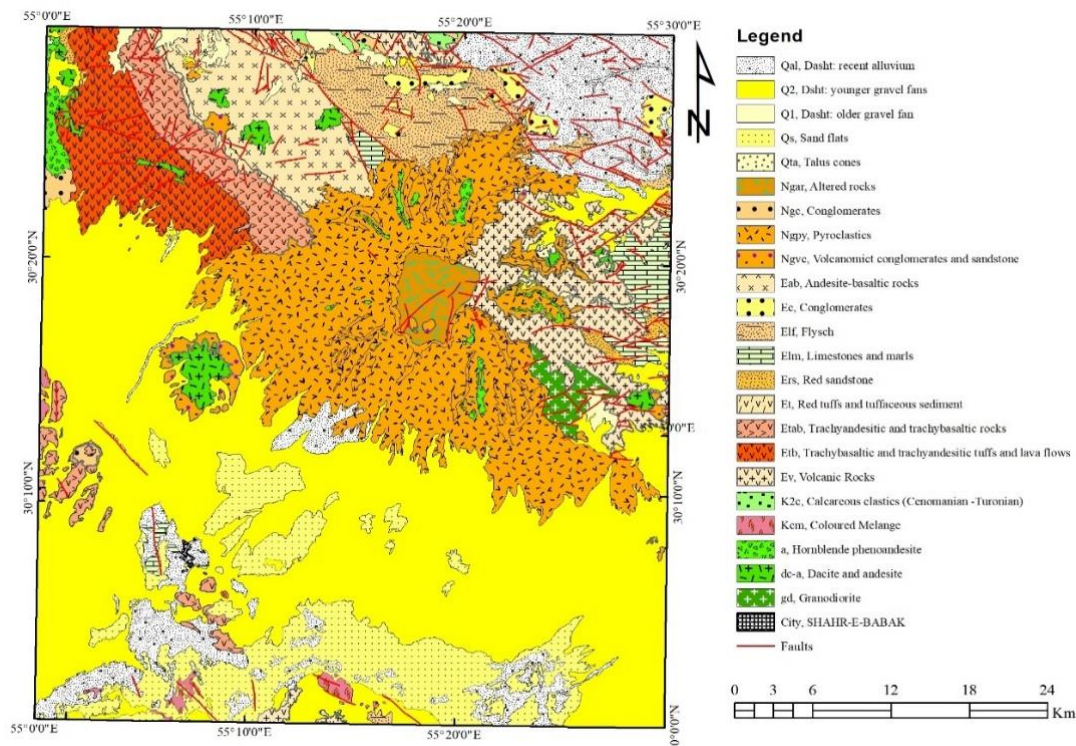 55°0'0"E
55°10'0"E
55°20'0"E
55°30'0"E
30°20'0"N
30°10'0"N
30°20'0"N
0'0"E
30°10'0"N
0°0'0"N
55°0'0"E
55°10'0"E
55°20'0"E
N
Legend
Qal, Dasht: recent alluvium
Q2, Dsht: younger gravel fans
Q1, Dasht: older gravel fan
Qs, Sand flats
Qta, Talus cones
Ngar, Altered rocks
Ngc, Conglomerates
Ngpy, Pyroclastics
Ngvc, Volcanomict conglomerates and sandstone
Eab, Andesite-basaltic rocks
Ec, Conglomerates
Elf, Flysch
Elm, Limestones and marls
Ers, Red sandstone
Et, Red tuffs and tuffaceous sediment
Etab, Trachyandesitic and trachybasaltic rocks
Etb, Trachybasaltic and trachyandesitic tuffs and lava flows
Ev, Volcanic Rocks
K2c, Calcareous clastics (Cenomanian -Turonian)
Kcm, Coloured Melange
a, Hornblende phenoandesite
dc-a, Dacite and andesite
gd, Granodiorite
City, SHAHR-E-BABAK
Faults
0 3 6 12 18 24
Km